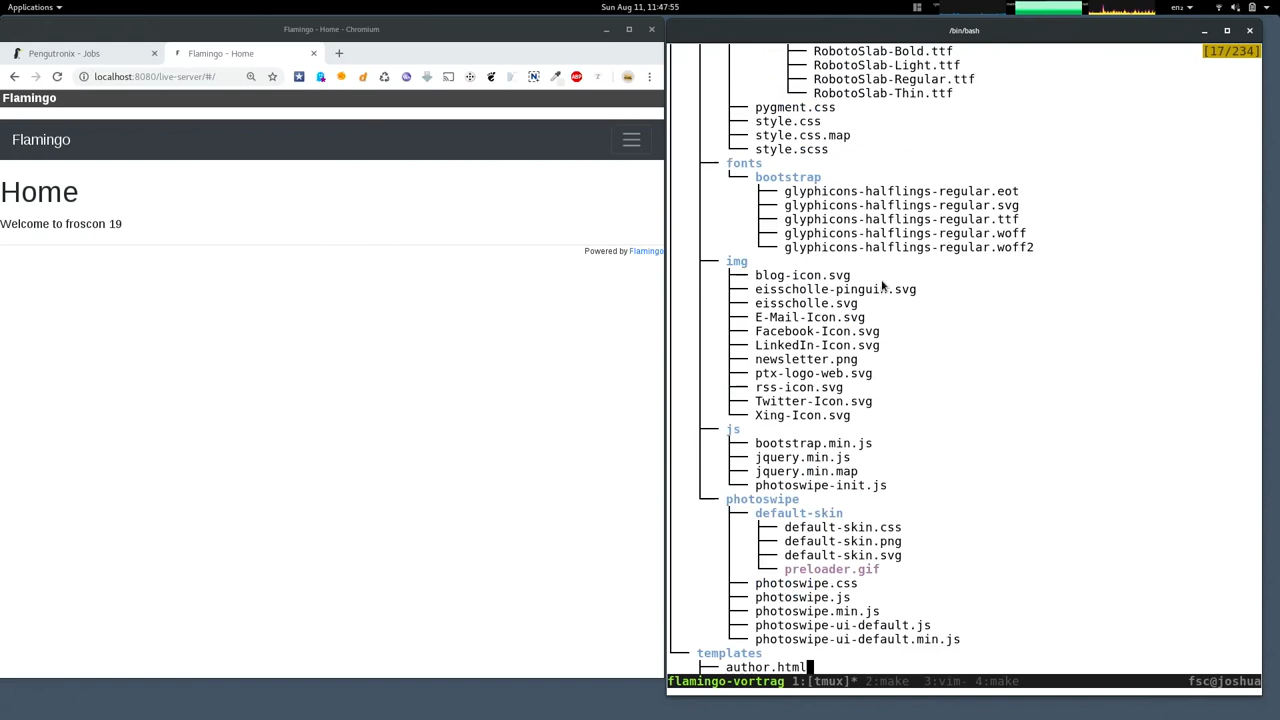 Applications
Sun Aug 11, 11:47:55
en₂
Flamingo - Home - Chromium
Pengutronix - Jobs
Flamingo - Home
localhost:8080/live-server/#/
Flamingo
Flamingo
Home
Welcome to froscon 19
Powered by Flamingo
/bin/bash
[17/234]
RobotoSlab-Bold.ttf
RobotoSlab-Light.ttf
RobotoSlab-Regular.ttf
RobotoSlab-Thin.ttf
pygment.css
style.css
style.css.map
style.scss
fonts
bootstrap
glyphicons-halflings-regular.eot
glyphicons-halflings-regular.svg
glyphicons-halflings-regular.ttf
glyphicons-halflings-regular.woff
glyphicons-halflings-regular.woff2
img
blog-icon.svg
eisscholle-pinguin.svg
eisscholle.svg
E-Mail-Icon.svg
Facebook-Icon.svg
LinkedIn-Icon.svg
newsletter.png
ptx-logo-web.svg
rss-icon.svg
Twitter-Icon.svg
Xing-Icon.svg
js
bootstrap.min.js
jquery.min.js
jquery.min.map
photoswipe-init.js
photoswipe
default-skin
default-skin.css
default-skin.png
default-skin.svg
preloader.gif
photoswipe.css
photoswipe.js
photoswipe.min.js
photoswipe-ui-default.js
photoswipe-ui-default.min.js
templates
author.html
flamingo-vortrag 1:[tmux]* 2:make 3:vim- 4:make fsc@joshua